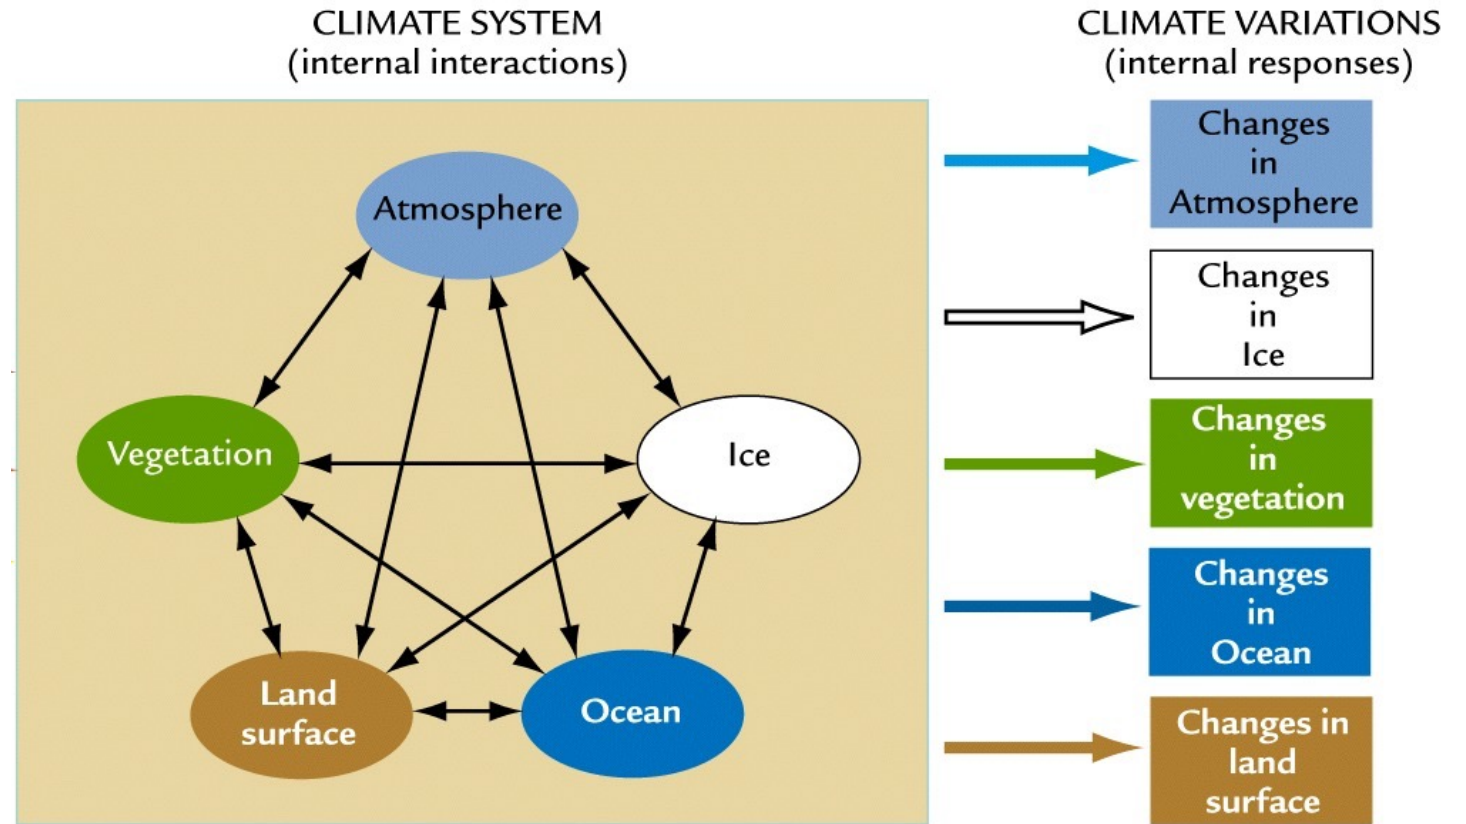 CLIMATE SYSTEM
(internal interactions)
Atmosphere
Vegetation
Ice
Land
surface
Ocean
CLIMATE VARIATIONS
(internal responses)
Changes
in
Atmosphere
Changes
in
Ice
Changes
in
vegetation
Changes
in
Ocean
Changes in
land
surface